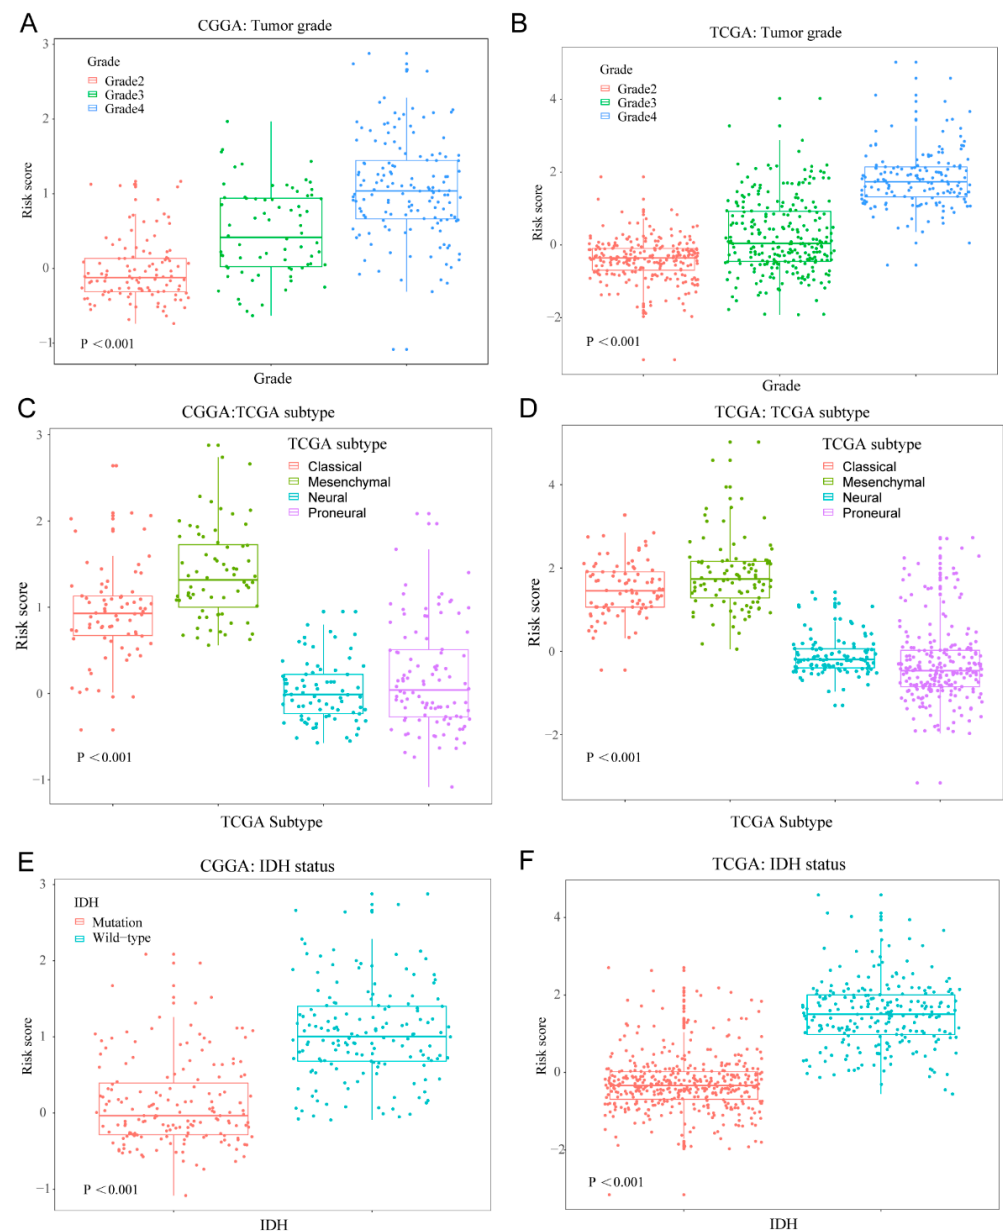 A
CGGA: Tumor grade
3
2
1
0
−1
Risk score
Grade
Grade2
Grade3
Grade4
P <0.001
Grade
B
TCGA: Tumor grade
4
2
0
−2
Risk score
Grade
Grade2
Grade3
Grade4
P <0.001
Grade
C
CGGA:TCGA subtype
3
2
1
0
−1
Risk score
TCGA subtype
Classical
Mesenchymal
Neural
Proneural
P <0.001
TCGA Subtype
D
TCGA: TCGA subtype
4
2
0
−2
Risk score
TCGA subtype
Classical
Mesenchymal
Neural
Proneural
P <0.001
TCGA Subtype
E
CGGA: IDH status
3
2
1
0
−1
Risk score
IDH
Mutation
Wild−type
P <0.001
IDH
F
TCGA: IDH status
4
2
0
−2
Risk score
P <0.001
IDH